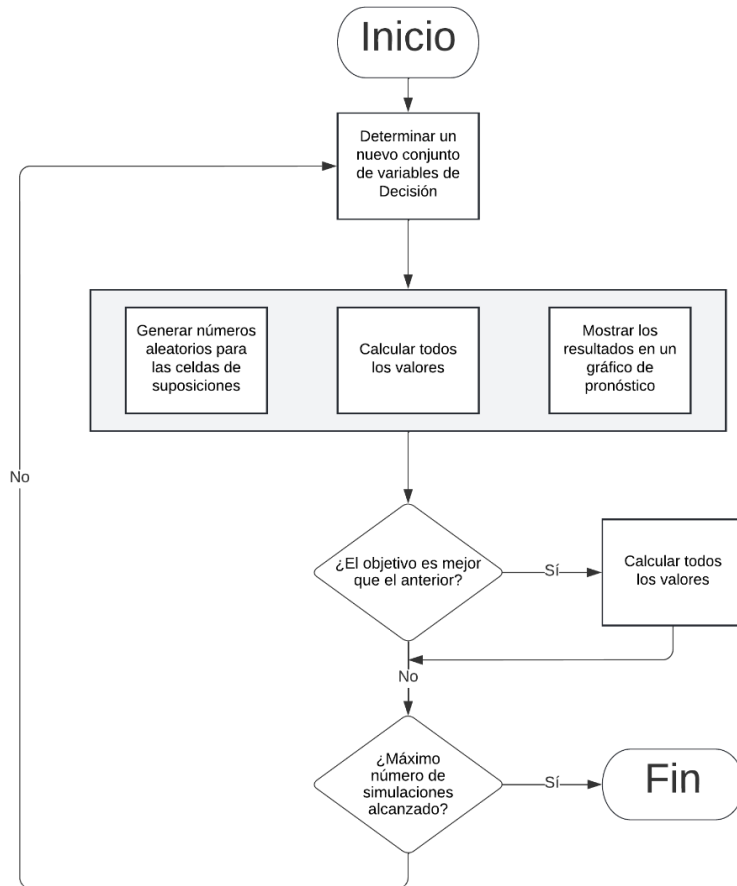 Inicio
Determinar un
nuevo conjunto
de variables de
Decisión
Generar números
aleatorios para
las celdas de
suposiciones
Calcular todos
los valores
Mostrar los
resultados en un
gráfico de
pronóstico
No
¿El objetivo es mejor
que el anterior?
Sí
Calcular todos
los valores
No
¿Máximo
número de
simulaciones
alcanzado?
Sí
Fin